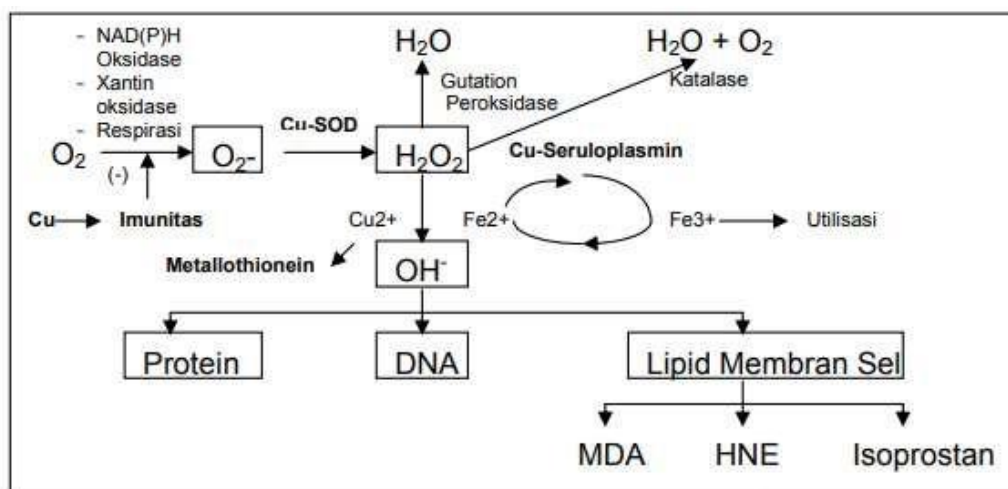 - NAD(P)H
Oksidase
- Xantin
oksidase
- Respirasi
H₂O
H₂O + O₂
Gutation
Peroksidase
Katalase
Cu-SOD
O₂
O₂-
H₂O₂
Cu-Seruloplasmin
(-)
Cu
Imunitas
Cu2+
Fe2+
Fe3+
Utilisasi
Metallothionein
OH⁻
Protein
DNA
Lipid Membran Sel
MDA
HNE
Isoprostan